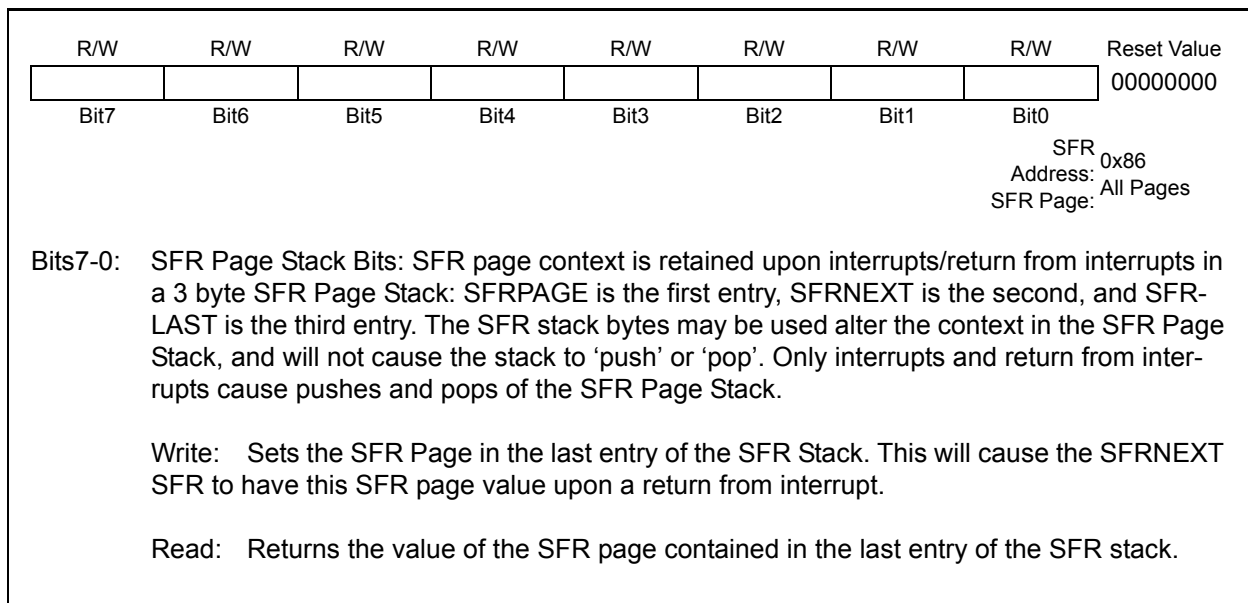 R/W R/W R/W R/W R/W R/W R/W R/W Reset Value
00000000
Bit7 Bit6 Bit5 Bit4 Bit3 Bit2 Bit1 Bit0
SFR Address: 0x86
SFR Page: All Pages
Bits7-0: SFR Page Stack Bits: SFR page context is retained upon interrupts/return from interrupts in
a 3 byte SFR Page Stack: SFRPAGE is the first entry, SFRNEXT is the second, and SFR-
LAST is the third entry. The SFR stack bytes may be used alter the context in the SFR Page
Stack, and will not cause the stack to ‘push’ or ‘pop’. Only interrupts and return from inter-
rupts cause pushes and pops of the SFR Page Stack.
Write: Sets the SFR Page in the last entry of the SFR Stack. This will cause the SFRNEXT
SFR to have this SFR page value upon a return from interrupt.
Read: Returns the value of the SFR page contained in the last entry of the SFR stack.